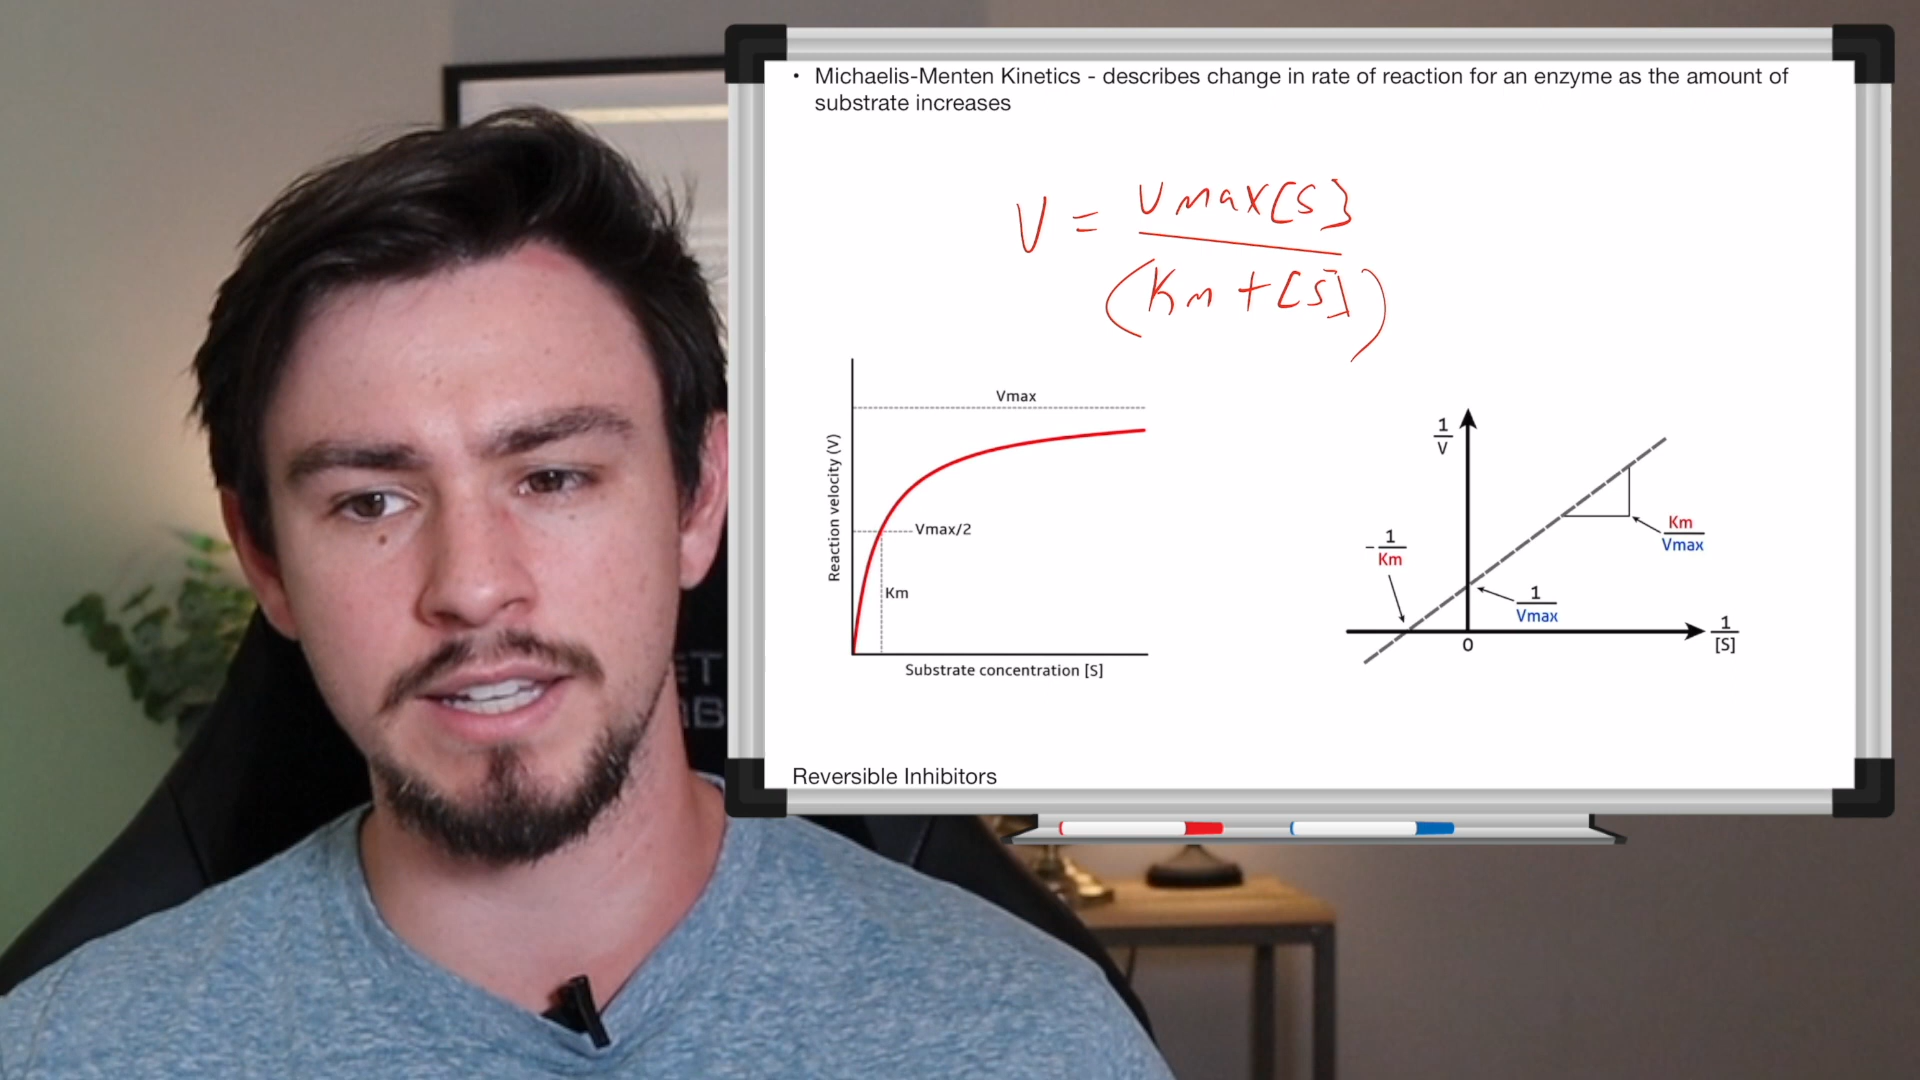 • Michaelis-Menten Kinetics - describes change in rate of reaction for an enzyme as the amount of
substrate increases
V = Vmax[S]
(Km + [S])
Vmax
Reaction velocity (V)
Vmax/2
Km
Substrate concentration [S]
1
V
- 1
Km
Km
Vmax
1
Vmax
0
1
[S]
Reversible Inhibitors